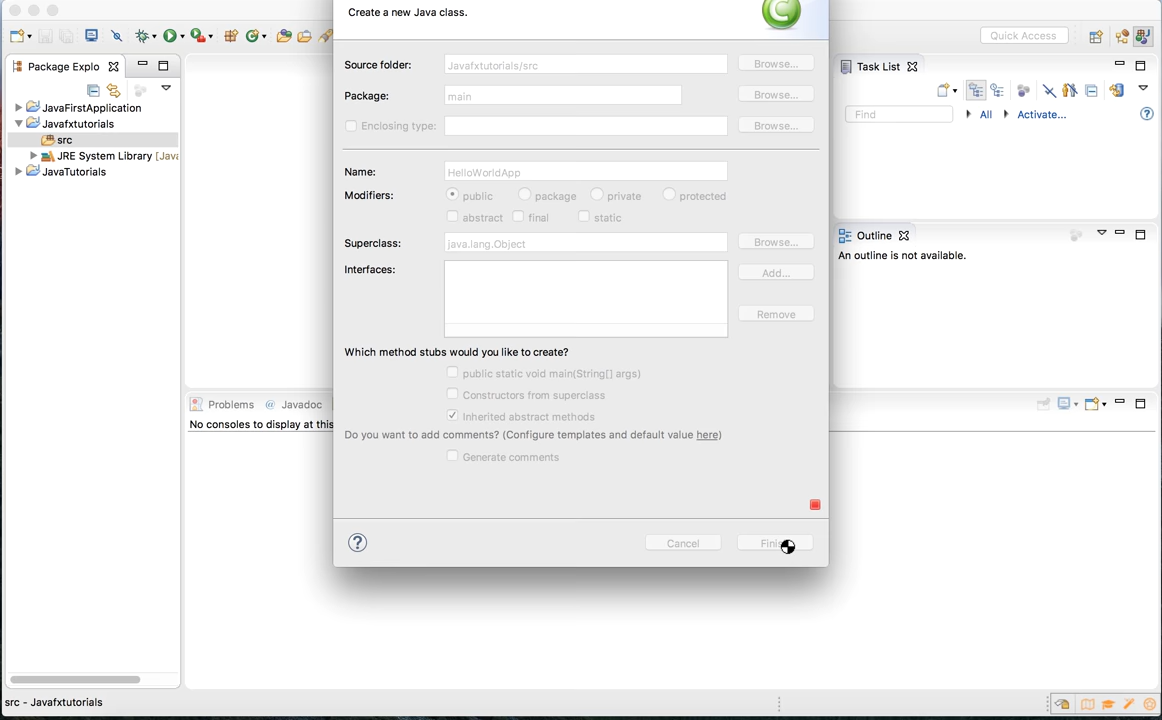 Create a new Java class.
Quick Access
Package Explo
JavaFirstApplication
Javafxtutorials
src
JRE System Library [Java
JavaTutorials
Source folder: Javafxtutorials/src Browse...
Package: main Browse...
Enclosing type: Browse...
Name: HelloWorldApp
Modifiers: public package private protected
abstract final static
Superclass: java.lang.Object Browse...
Interfaces: Add...
Remove
Which method stubs would you like to create?
public static void main(String[] args)
Constructors from superclass
Inherited abstract methods
Do you want to add comments? (Configure templates and default value here)
Generate comments
Cancel
Task List
Find
All
Activate...
Outline
An outline is not available.
Problems
@ Javadoc
No consoles to display at this
src - Javafxtutorials